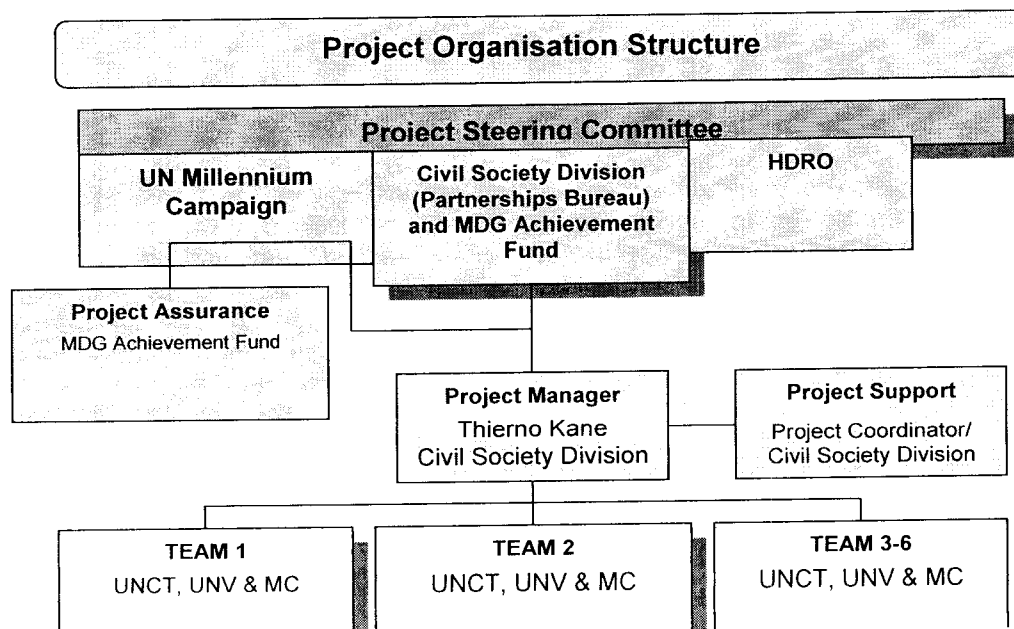 Project Organisation Structure
Project Steering Committee
UN Millennium
Campaign
Civil Society Division
(Partnerships Bureau)
and MDG Achievement
Fund
HDRO
Project Assurance
MDG Achievement Fund
Project Manager
Thierno Kane
Civil Society Division
Project Support
Project Coordinator/
Civil Society Division
TEAM 1
UNCT, UNV & MC
TEAM 2
UNCT, UNV & MC
TEAM 3-6
UNCT, UNV & MC